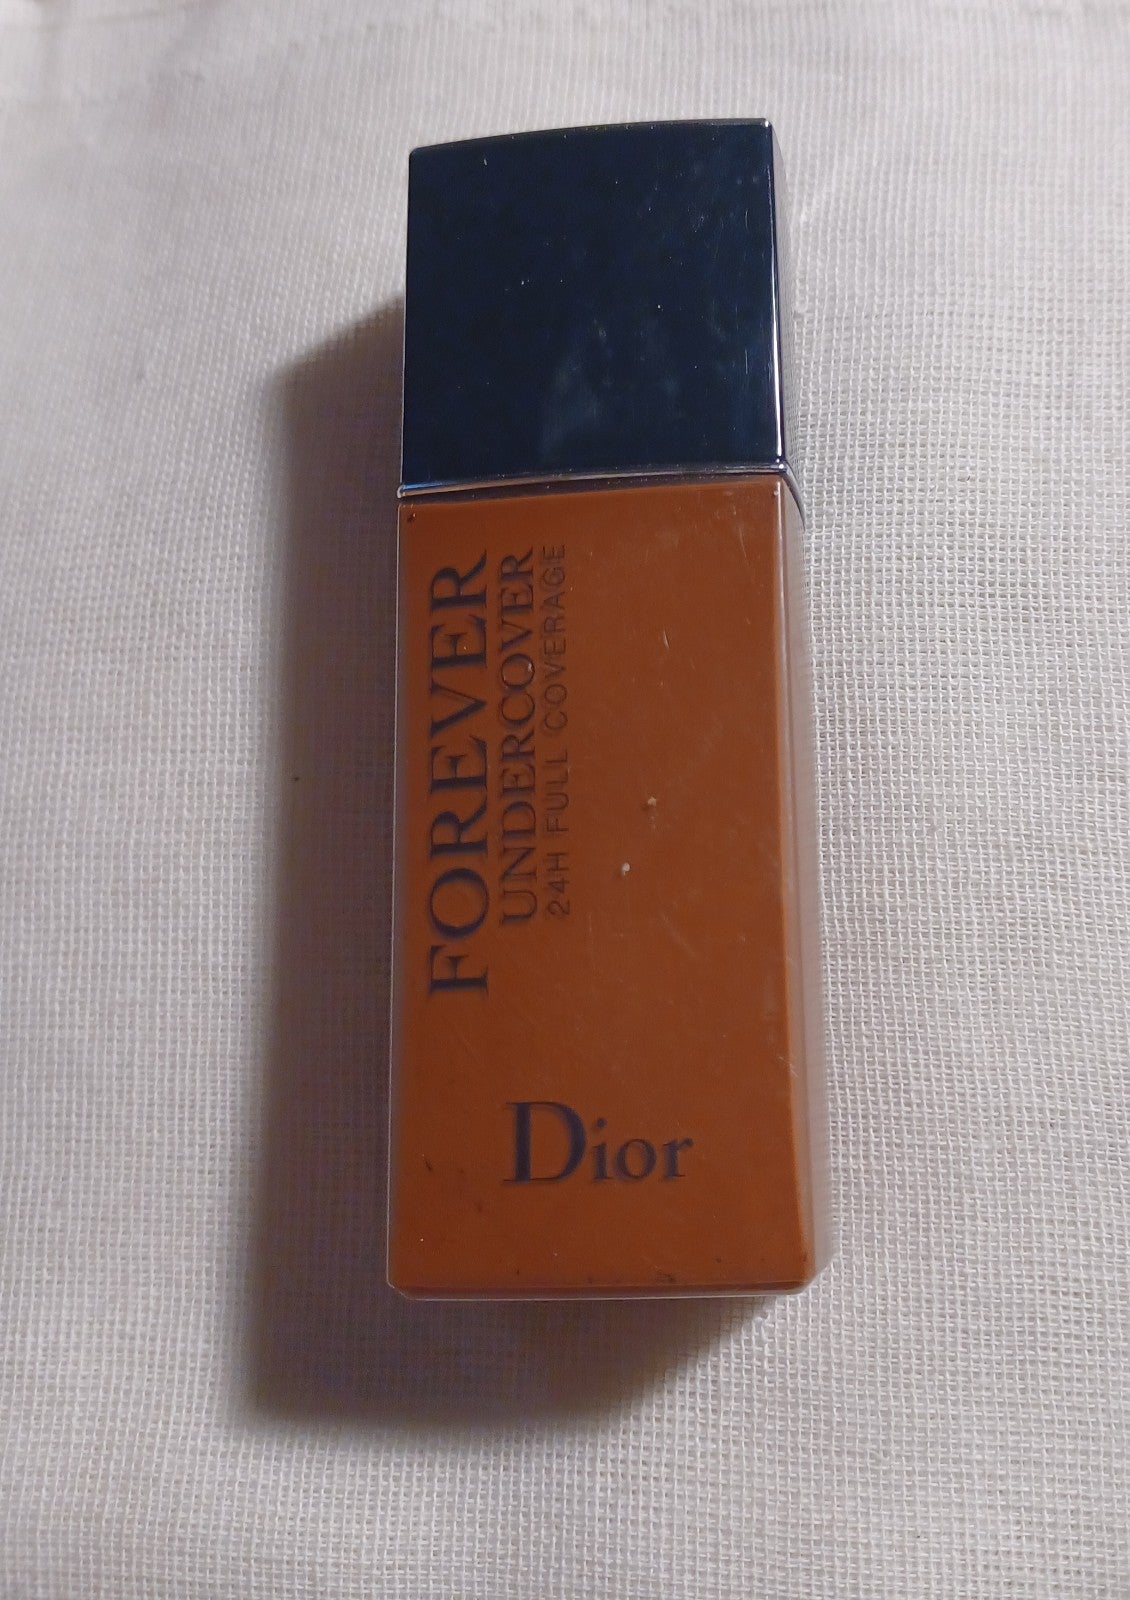 FOREVER
UNDERCOVER
24H FULL COVERAGE
Dior